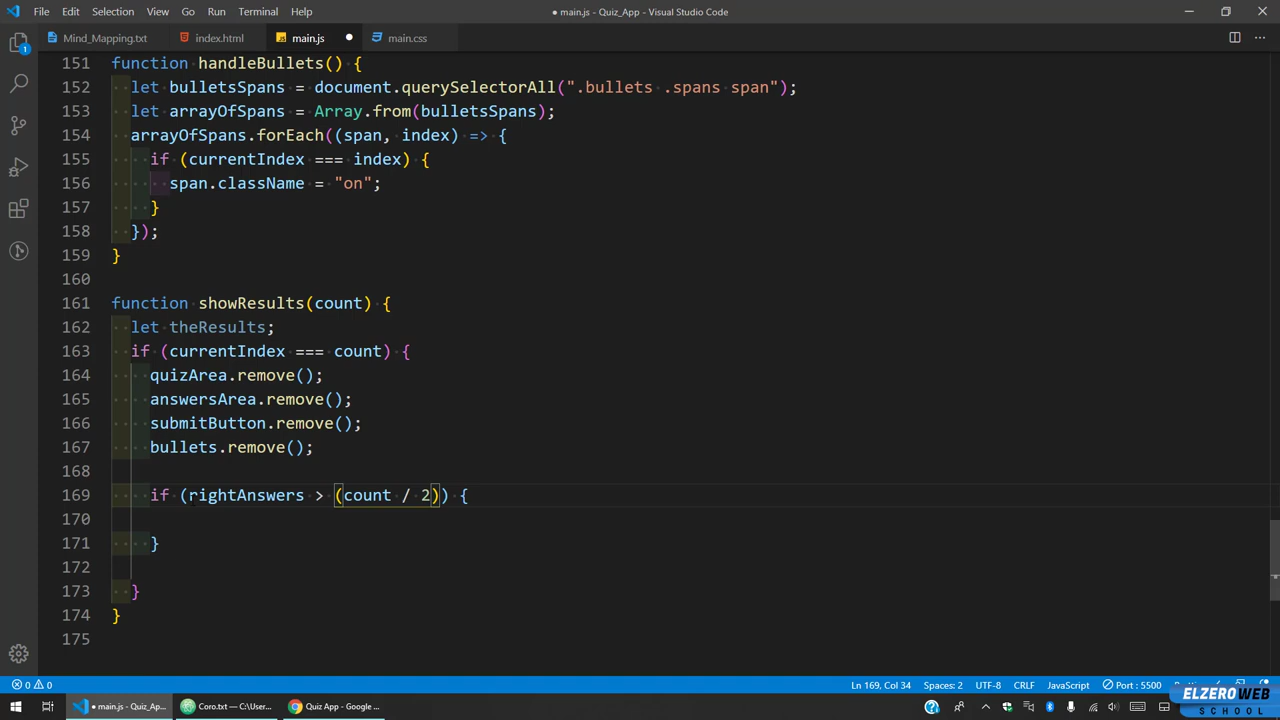 File Edit Selection View Go Run Terminal Help
● main.js - Quiz_App - Visual Studio Code
Mind_Mapping.txt index.html JS main.js ● main.css
151 function handleBullets() {
152 let bulletsSpans = document.querySelectorAll(".bullets .spans span");
153 let arrayOfSpans = Array.from(bulletsSpans);
154 arrayOfSpans.forEach((span, index) => {
155 if (currentIndex === index) {
156 span.className = "on";
157 }
158 });
159 }
160
161 function showResults(count) {
162 let theResults;
163 if (currentIndex === count) {
164 quizArea.remove();
165 answersArea.remove();
166 submitButton.remove();
167 bullets.remove();
168
169 if (rightAnswers > (count / 2)) {
170
171 }
172
173 }
174 }
175
1
0 0
Ln 169, Col 34 Spaces: 2 UTF-8 CRLF JavaScript Port : 5500
● main.js - Quiz_Ap... Coro.txt — C:\User... Quiz App - Google ...
ELZEROWEB
SCHOOL